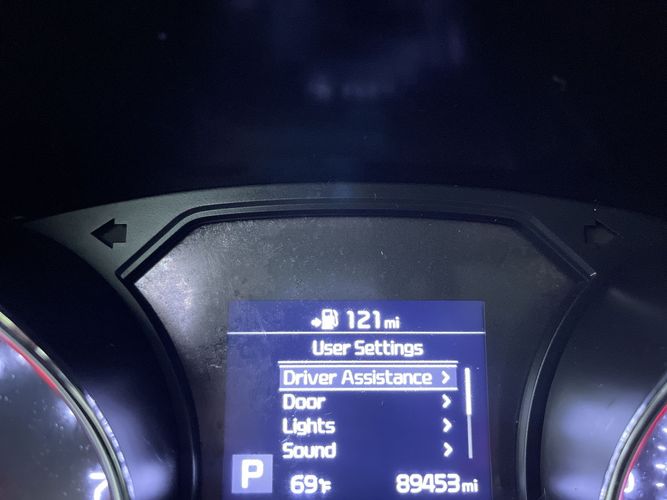 121 mi
User Settings
Driver Assistance >
Door >
Lights >
Sound >
P 69°F 89453 mi